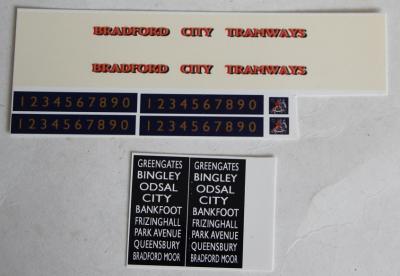 BRADFORD CITY TRAMWAYS
BRADFORD CITY TRAMWAYS
1234567890 1234567890
1234567890 1234567890
GREENGATES GREENGATES
BINGLEY BINGLEY
ODSAL ODSAL
CITY CITY
BANKFOOT BANKFOOT
FRIZINGHALL FRIZINGHALL
PARK AVENUE PARK AVENUE
QUEENSBURY QUEENSBURY
BRADFORD MOOR BRADFORD MOOR